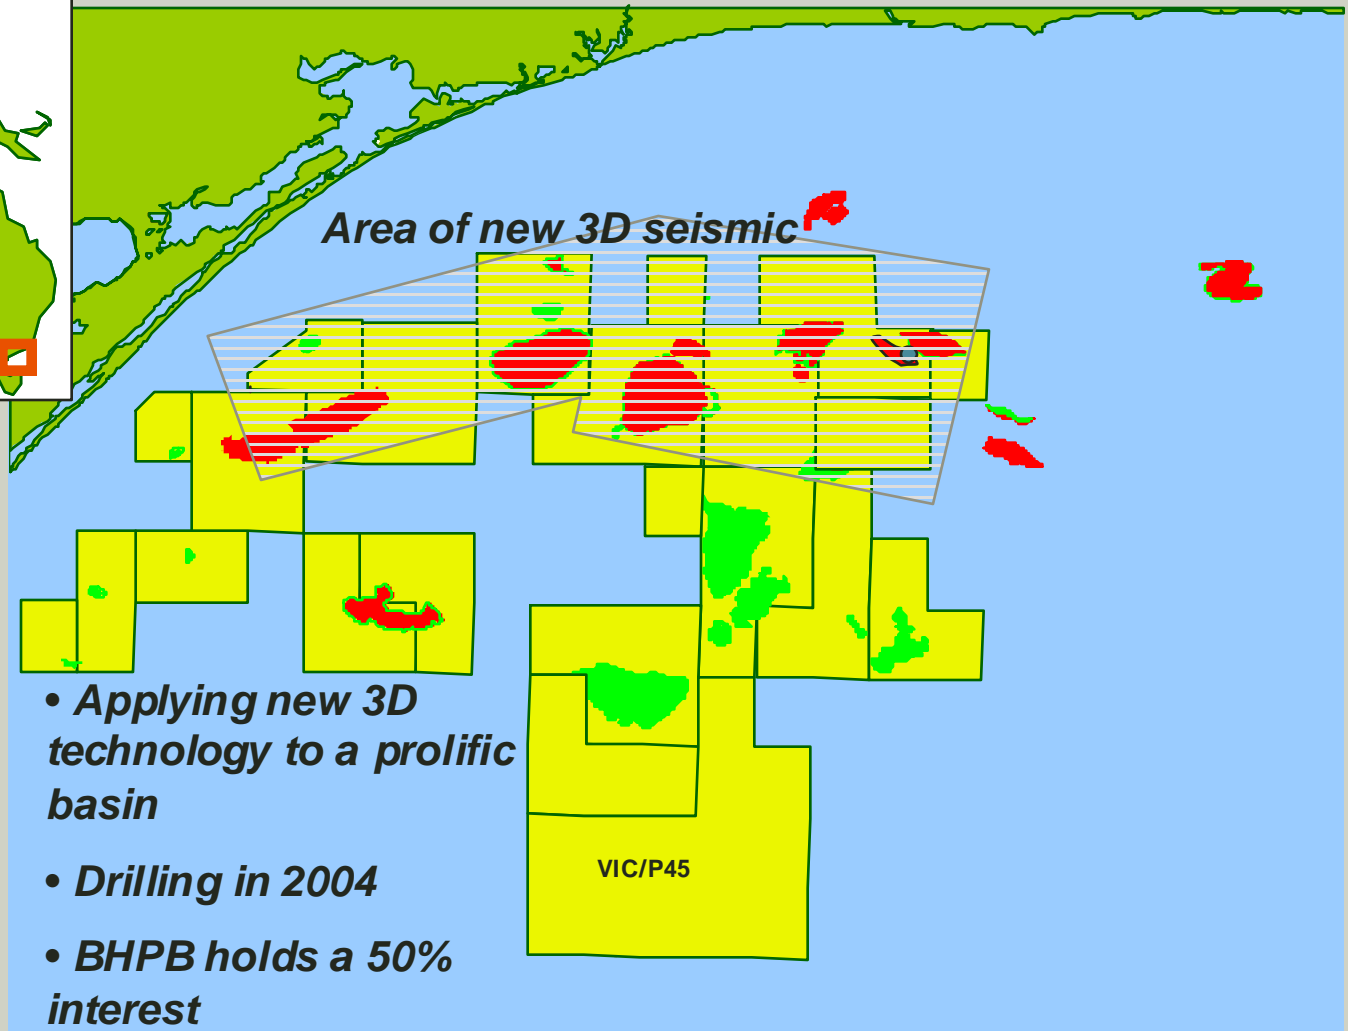 Area of new 3D seismic
• Applying new 3D
technology to a prolific
basin
VIC/P45
• Drilling in 2004
• BHPB holds a 50%
interest